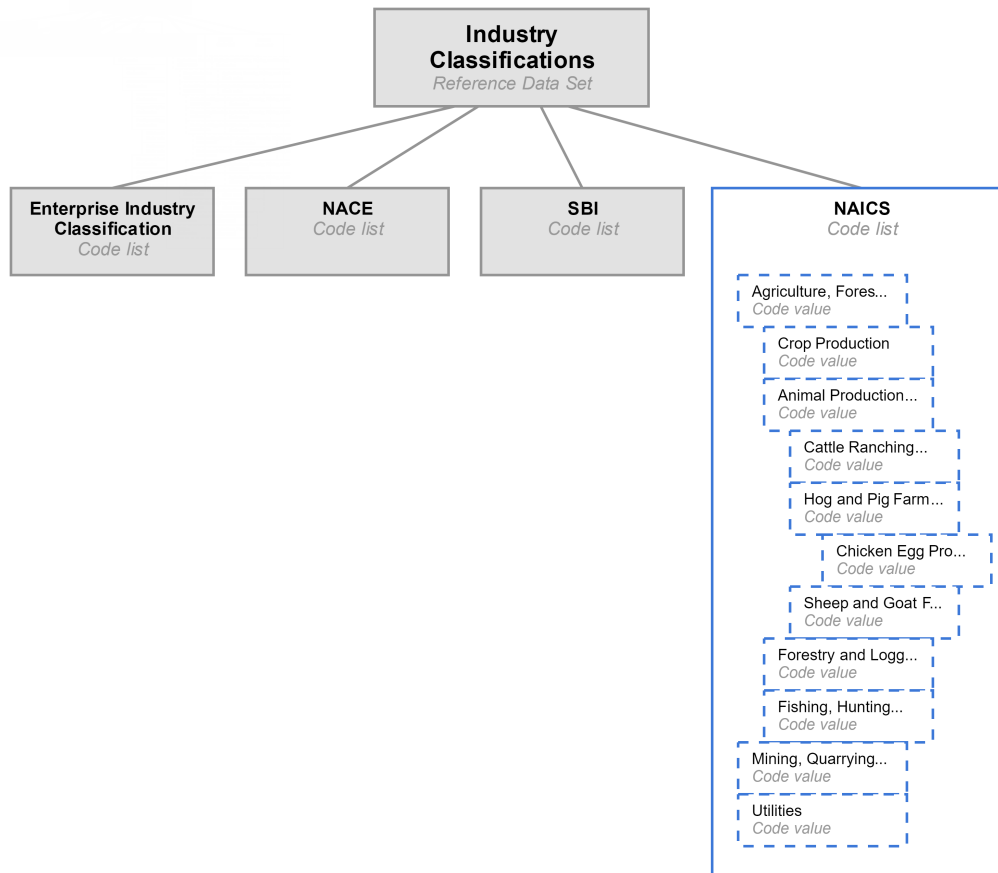 Industry
Classifications
Reference Data Set
Enterprise Industry
Classification
Code list
NACE
Code list
SBI
Code list
NAICS
Code list
Agriculture, Fores...
Code value
Crop Production
Code value
Animal Production...
Code value
Cattle Ranching...
Code value
Hog and Pig Farm...
Code value
Chicken Egg Pro...
Code value
Sheep and Goat F...
Code value
Forestry and Logg...
Code value
Fishing, Hunting...
Code value
Mining, Quarrying...
Code value
Utilities
Code value